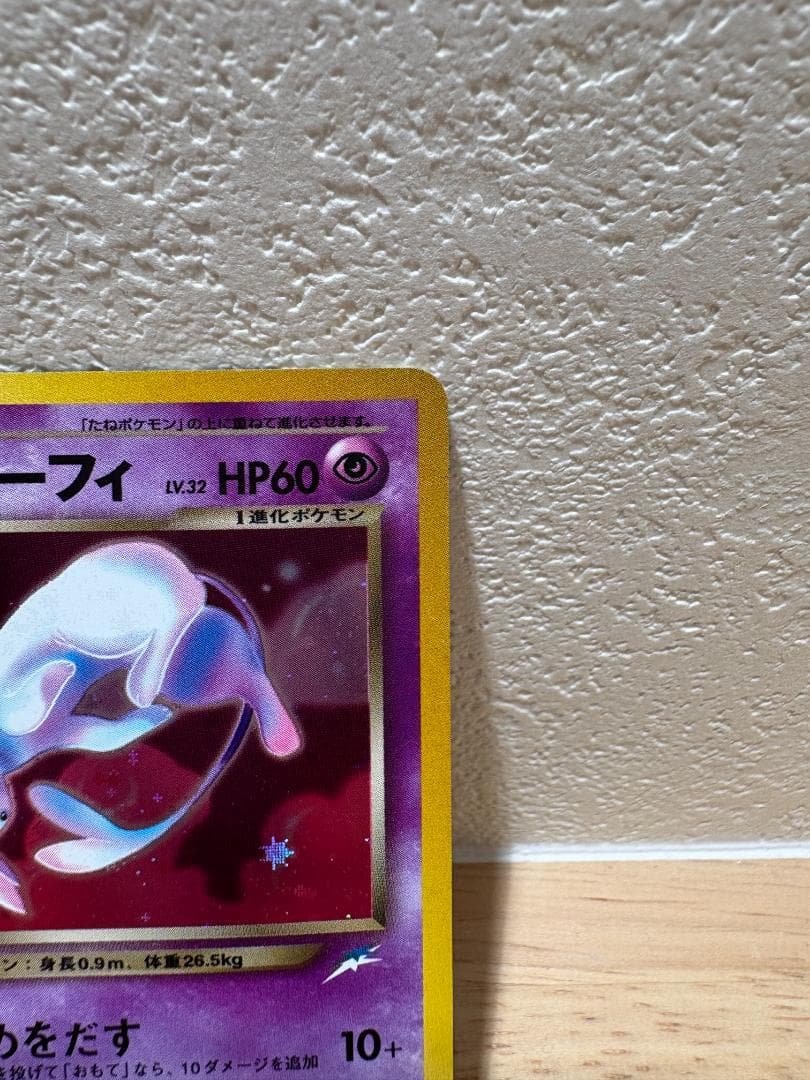 「たねポケモン」の上に重ねて進化させます。
ーフィ LV.32 HP60
1進化ポケモン
ン：身長0.9m、体重26.5kg
めをだす 10+
を投げて「おもて」なら、10ダメージを追加